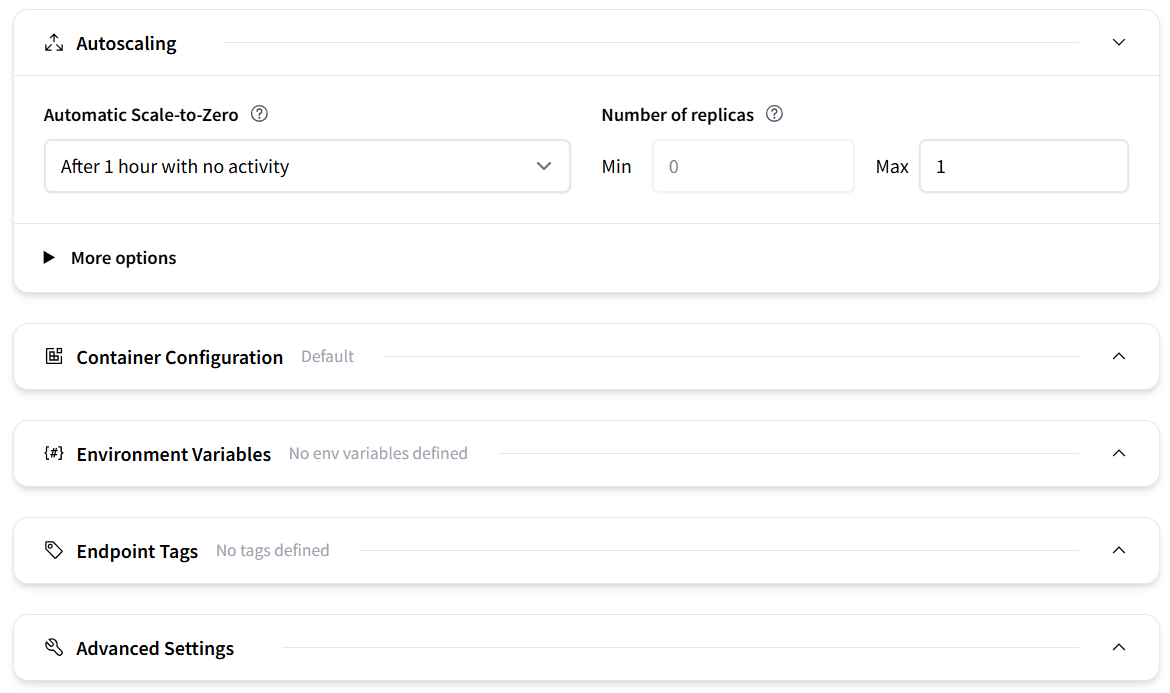 Autoscaling
Automatic Scale-to-Zero
Number of replicas
After 1 hour with no activity
Min 0 Max 1
More options
Container Configuration Default
{#} Environment Variables No env variables defined
Endpoint Tags No tags defined
Advanced Settings